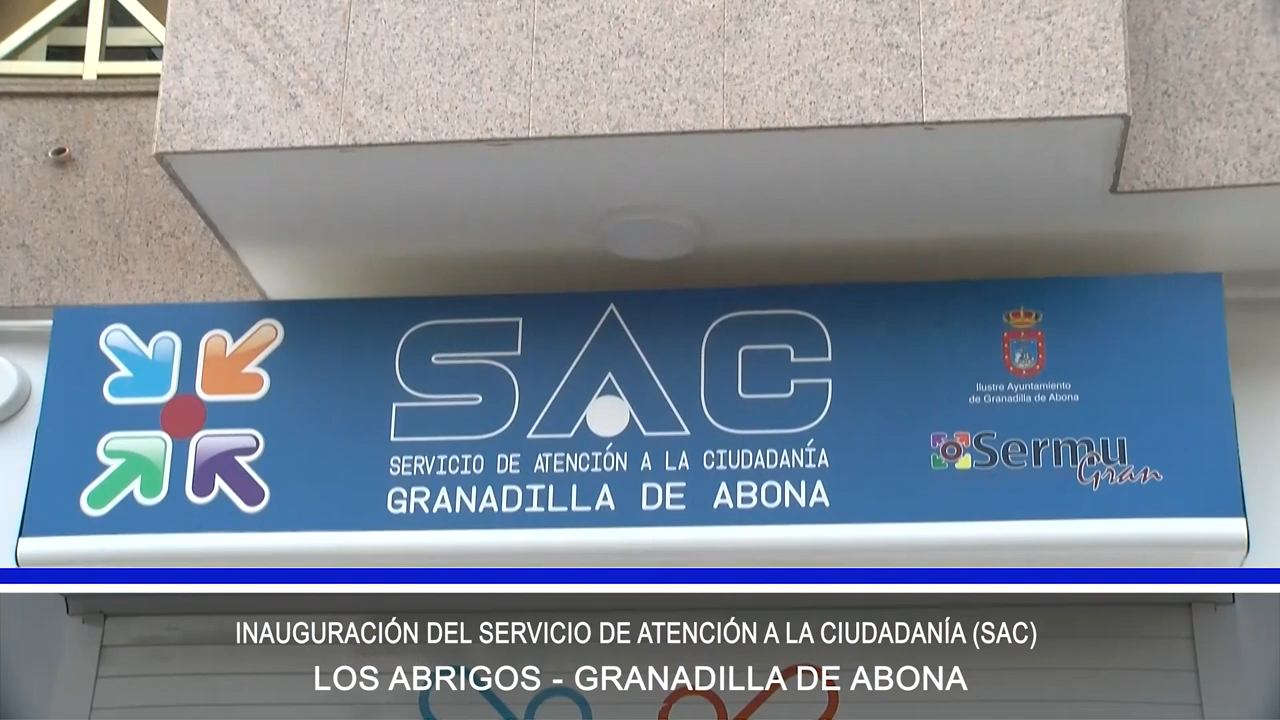 SAC
SERVICIO DE ATENCIÓN A LA CIUDADANÍA
GRANADILLA DE ABONA
Ilustre Ayuntamiento
de Granadilla de Abona
Sermu
Gran
INAUGURACIÓN DEL SERVICIO DE ATENCIÓN A LA CIUDADANÍA (SAC)
LOS ABRIGOS - GRANADILLA DE ABONA